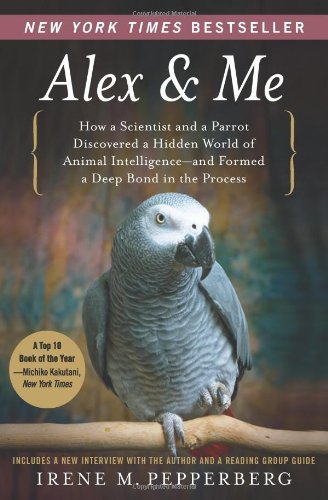 NEW YORK TIMES BESTSELLER
Alex & Me
How a Scientist and a Parrot
Discovered a Hidden World of
Animal Intelligence—and Formed
a Deep Bond in the Process
A Top 10
Book of the Year
—Michiko Kakutani,
New York Times
INCLUDES A NEW INTERVIEW WITH THE AUTHOR AND A READING GROUP GUIDE
IRENE M. PEPPERBERG